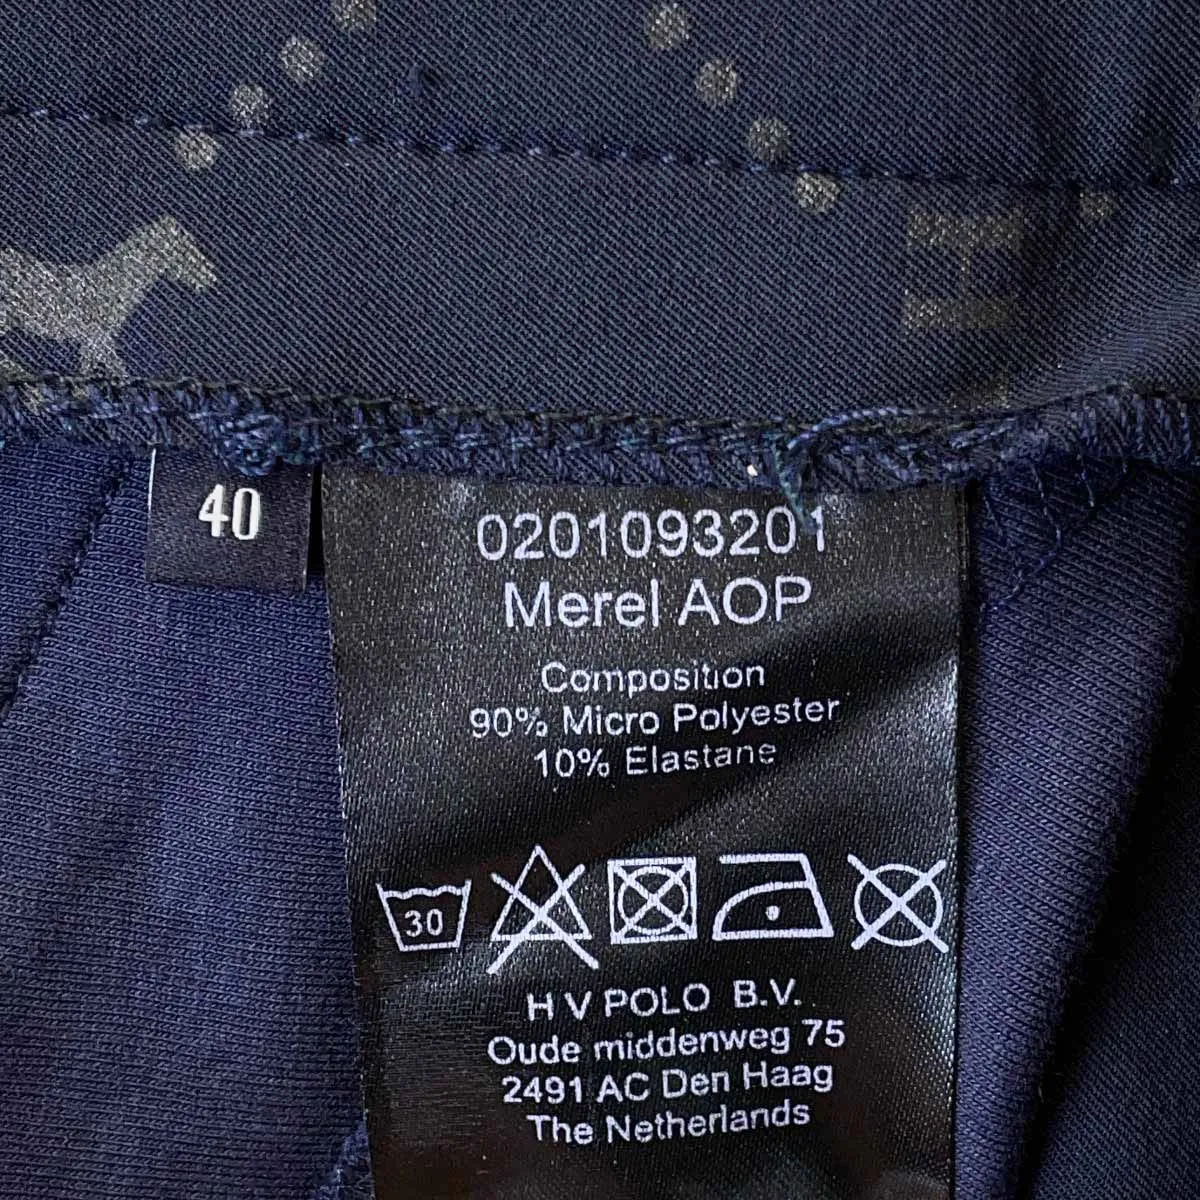 H
40
0201093201
Merel AOP
Composition
90% Micro Polyester
10% Elastane
30
H V POLO B.V.
Oude middenweg 75
2491 AC Den Haag
The Netherlands